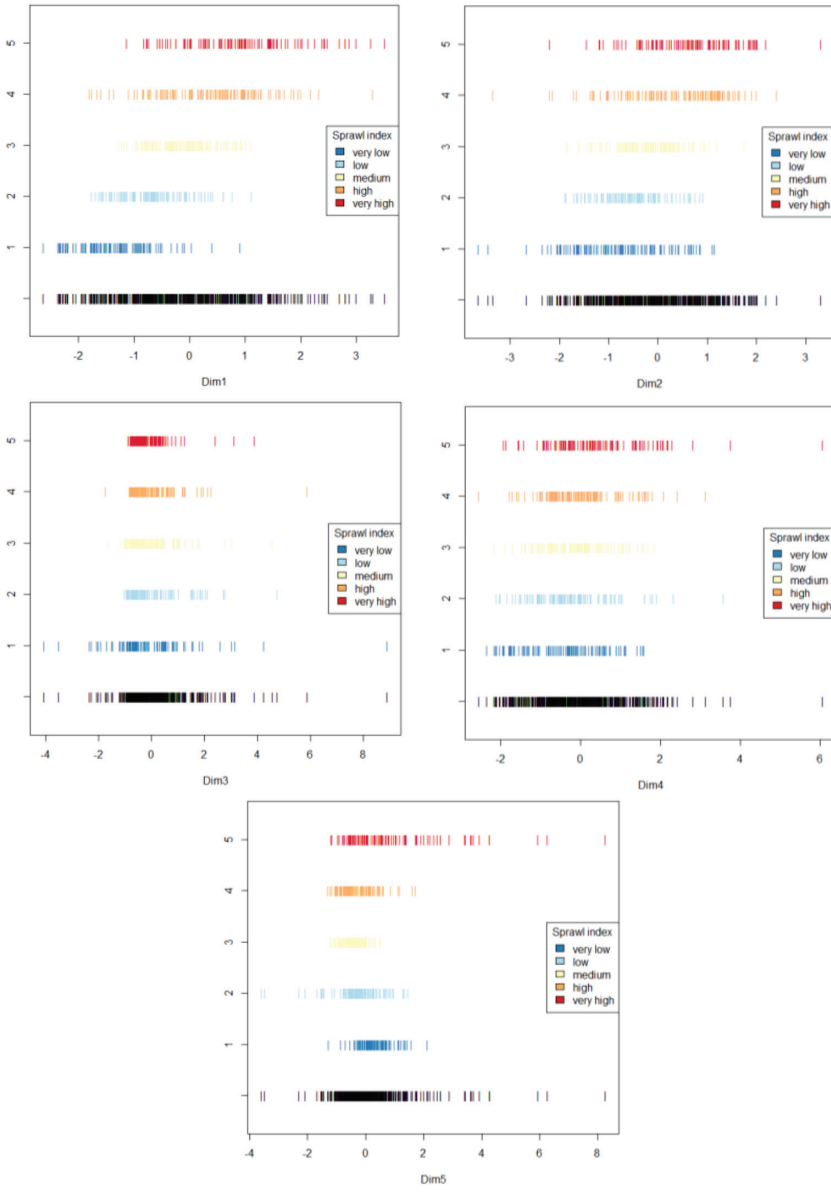 5
4
3
2
1
Sprawl index
very low
low
medium
high
very high
-2 -1 0 1 2 3
Dim1
5
4
3
2
1
Sprawl index
very low
low
medium
high
very high
-3 -2 -1 0 1 2 3
Dim2
5
4
3
2
1
Sprawl index
very low
low
medium
high
very high
-4 -2 0 2 4 6 8
Dim3
5
4
3
2
1
Sprawl index
very low
low
medium
high
very high
-2 0 2 4 6
Dim4
5
4
3
2
1
Sprawl index
very low
low
medium
high
very high
-4 -2 0 2 4 6 8
Dim5